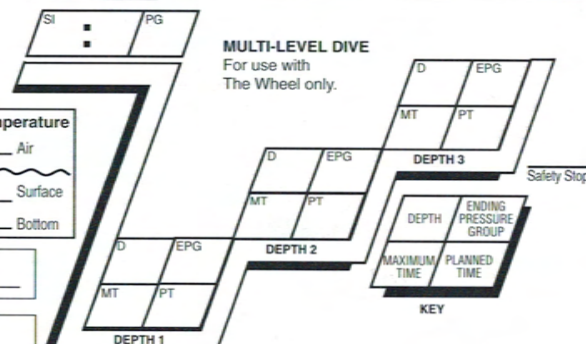 SI : PG
MULTI-LEVEL DIVE
For use with
The Wheel only.
D EPG
MT PT
DEPTH 3
Air
Surface
Bottom
D EPG
MT PT
DEPTH 2
Safety Stop
DEPTH
ENDING
PRESSURE
GROUP
MAXIMUM
TIME
PLANNED
TIME
KEY
D EPG
MT PT
DEPTH 1